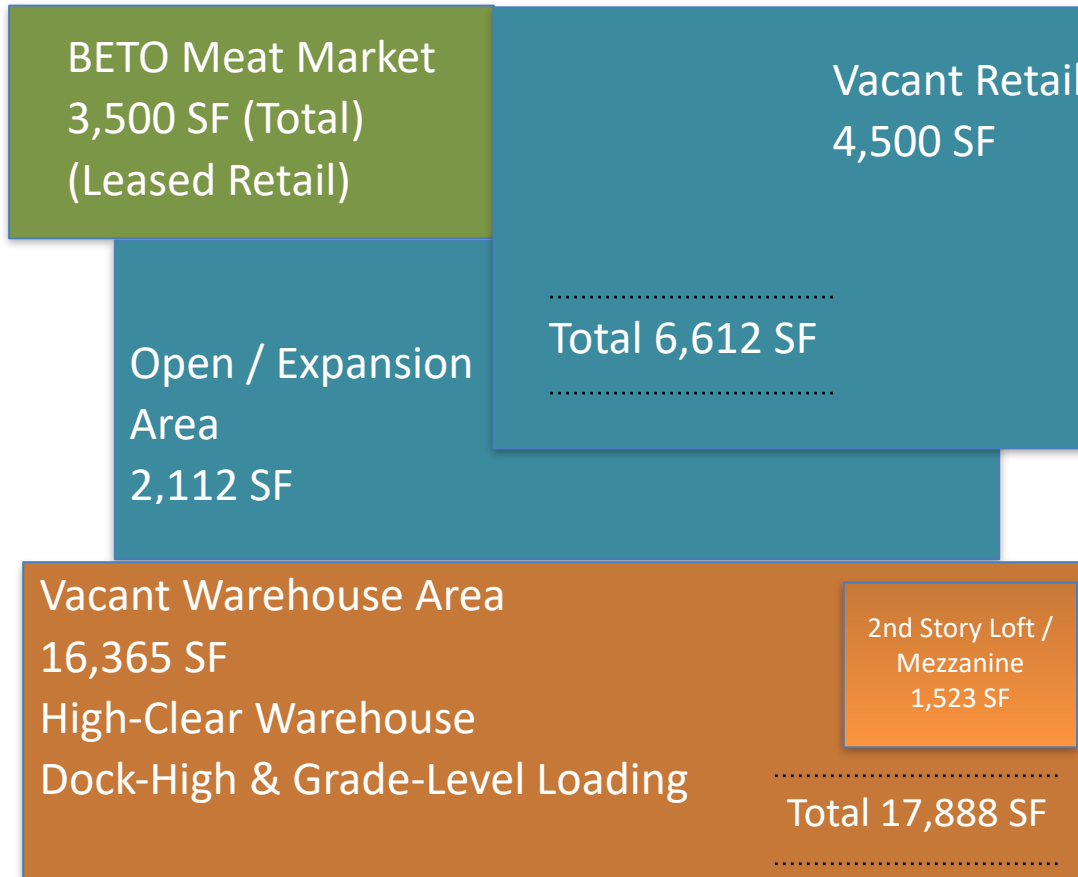 BETO Meat Market
3,500 SF (Total)
(Leased Retail)
Vacant Retail
4,500 SF
Total 6,612 SF
Open / Expansion
Area
2,112 SF
Vacant Warehouse Area
16,365 SF
High-Clear Warehouse
Dock-High & Grade-Level Loading
2nd Story Loft /
Mezzanine
1,523 SF
Total 17,888 SF